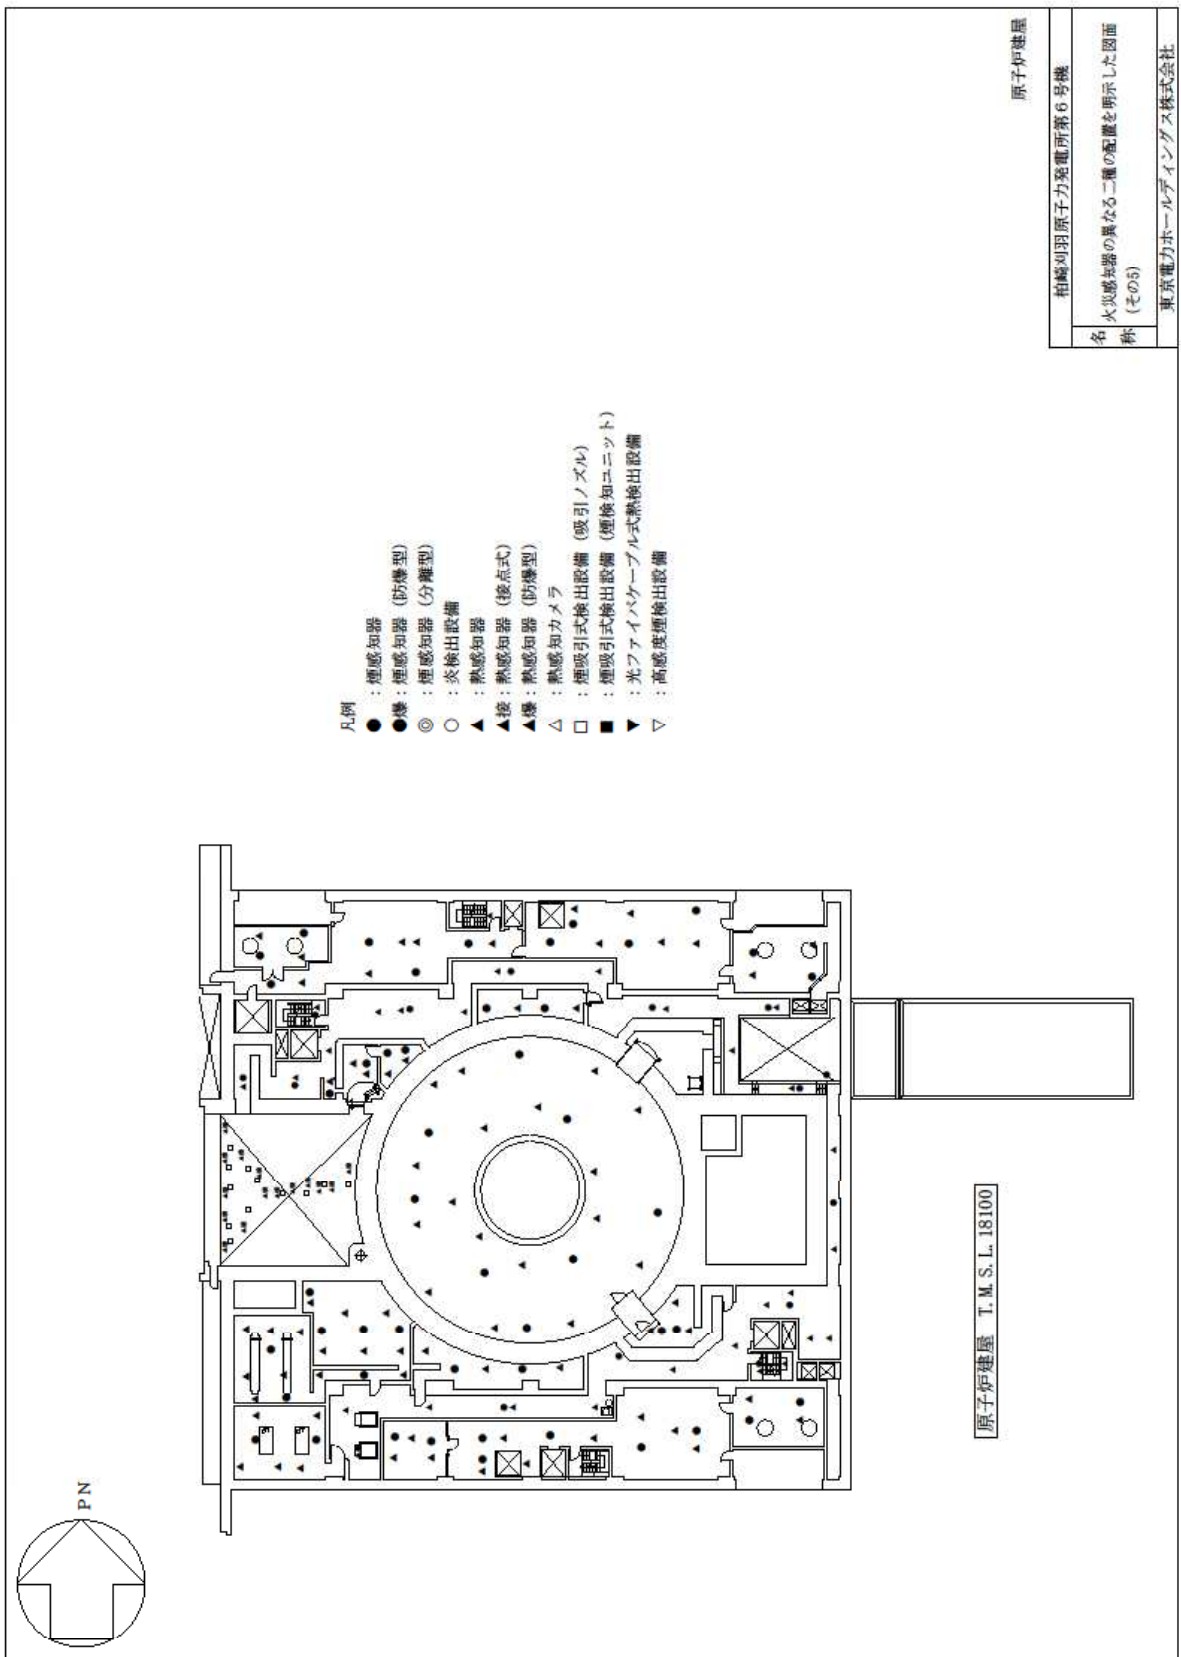 PN
凡例
● : 煙感知器
●爆 : 煙感知器 (防爆型)
◎ : 煙感知器 (分離型)
○ : 炎検出設備
▲ : 熱感知器
▲接 : 熱感知器 (接点式)
▲爆 : 熱感知器 (防爆型)
△ : 熱感知カメラ
□ : 煙吸引式検出設備 (吸引ノズル)
■ : 煙吸引式検出設備 (煙検知ユニット)
▼ : 光ファイバケーブル式熱検出設備
▽ : 高感度煙検出設備
原子炉建屋 T.M.S.L. 18100
原子炉建屋
柏崎刈羽原子力発電所第6号機
名称
火災感知器の異なる二種の配置を明示した図面
(その5)
東京電力ホールディングス株式会社